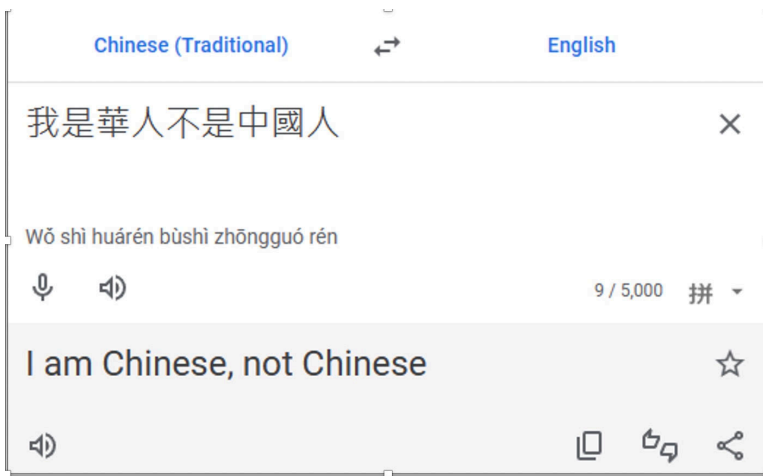 Chinese (Traditional) English
我是華人不是中國人
Wǒ shì huárén bùshì zhōngguó rén
9 / 5,000 拼
I am Chinese, not Chinese